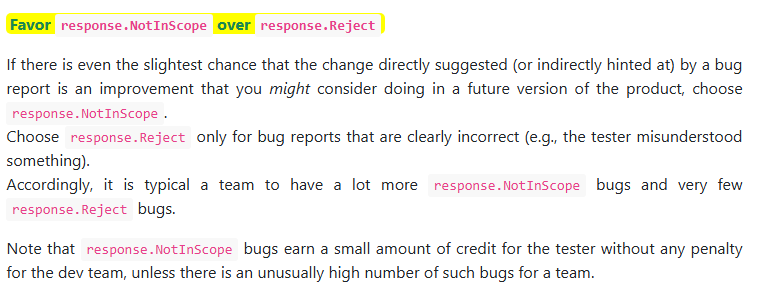 Favor response.NotInScope over response.Reject
If there is even the slightest chance that the change directly suggested (or indirectly hinted at) by a bug
report is an improvement that you might consider doing in a future version of the product, choose
response.NotInScope .
Choose response.Reject only for bug reports that are clearly incorrect (e.g., the tester misunderstood
something).
Accordingly, it is typical a team to have a lot more response.NotInScope bugs and very few
response.Reject bugs.
Note that response.NotInScope bugs earn a small amount of credit for the tester without any penalty
for the dev team, unless there is an unusually high number of such bugs for a team.